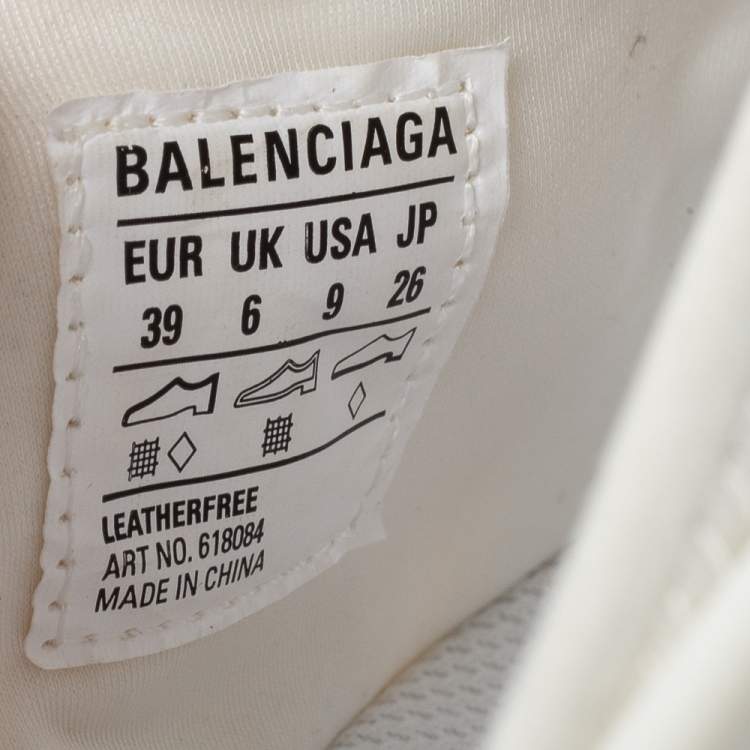 BALENCIAGA
EUR UK USA JP
39 6 9 26
LEATHERFREE
ART NO. 618084
MADE IN CHINA